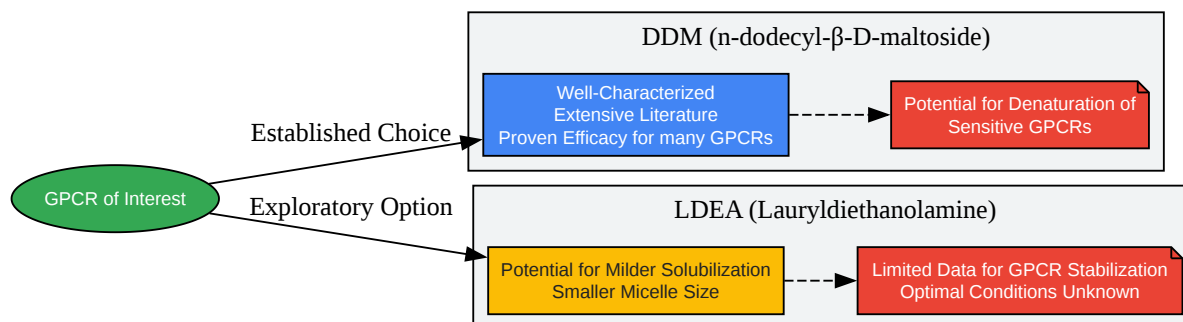 DDM (n-dodecyl-β-D-maltoside)
Well-Characterized
Extensive Literature
Proven Efficacy for many GPCRs
Potential for Denaturation of
Sensitive GPCRs
Established Choice
GPCR of Interest
Exploratory Option
LDEA (Lauryldiethanolamine)
Potential for Milder Solubilization
Smaller Micelle Size
Limited Data for GPCR Stabilization
Optimal Conditions Unknown